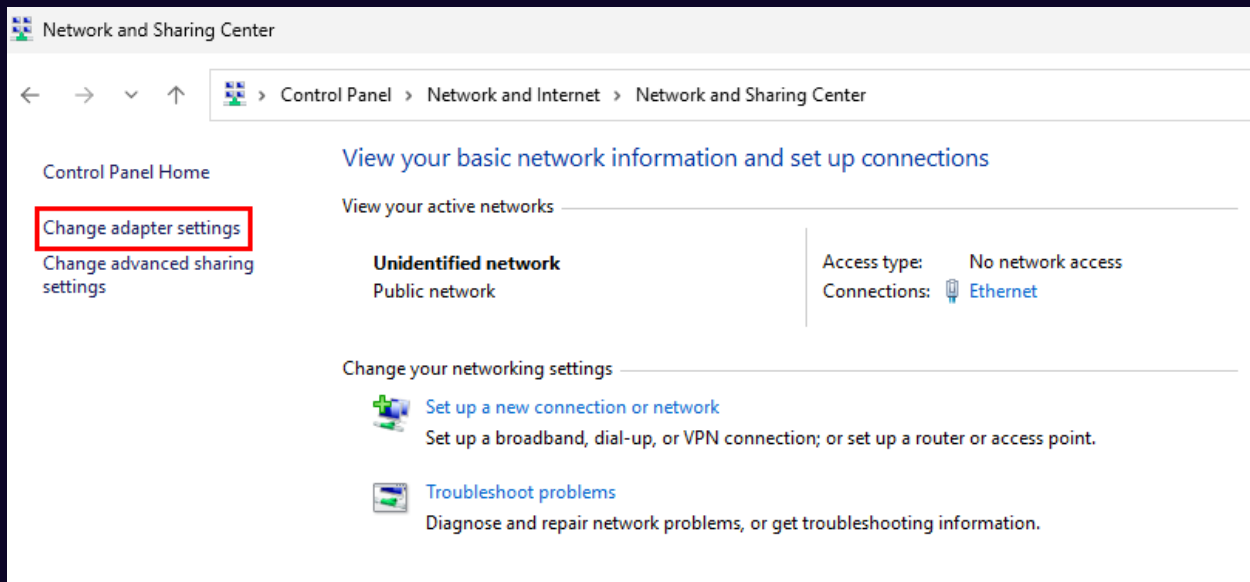 Network and Sharing Center
Control Panel > Network and Internet > Network and Sharing Center
Control Panel Home
Change adapter settings
Change advanced sharing
settings
View your basic network information and set up connections
View your active networks
Unidentified network
Public network
Access type: No network access
Connections: Ethernet
Change your networking settings
Set up a new connection or network
Set up a broadband, dial-up, or VPN connection; or set up a router or access point.
Troubleshoot problems
Diagnose and repair network problems, or get troubleshooting information.